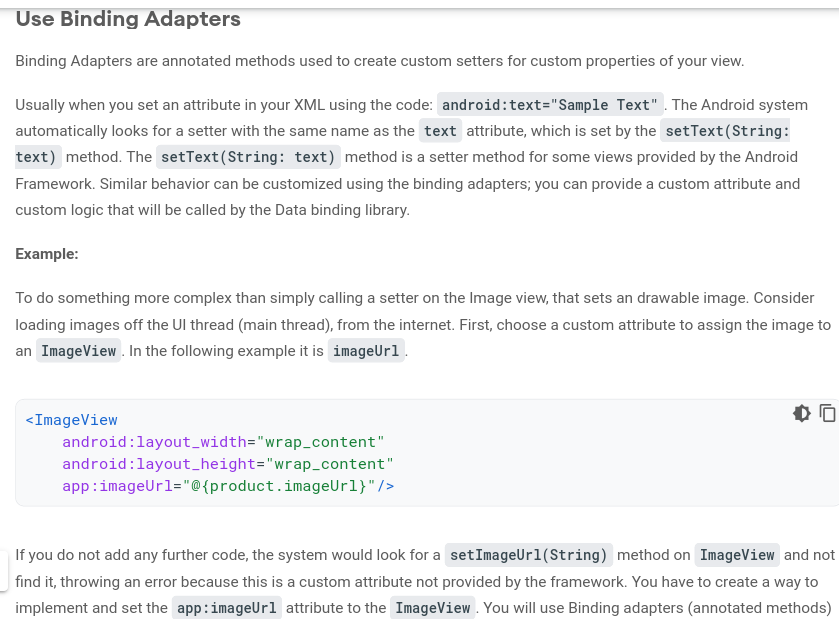 Use Binding Adapters
Binding Adapters are annotated methods used to create custom setters for custom properties of your view.
Usually when you set an attribute in your XML using the code: android:text="Sample Text" . The Android system
automatically looks for a setter with the same name as the text attribute, which is set by the setText(String:
text) method. The setText(String: text) method is a setter method for some views provided by the Android
Framework. Similar behavior can be customized using the binding adapters; you can provide a custom attribute and
custom logic that will be called by the Data binding library.
Example:
To do something more complex than simply calling a setter on the Image view, that sets an drawable image. Consider
loading images off the UI thread (main thread), from the internet. First, choose a custom attribute to assign the image to
an ImageView . In the following example it is imageUrl .
<ImageView
    android:layout_width="wrap_content"
    android:layout_height="wrap_content"
    app:imageUrl="@{product.imageUrl}"/>
If you do not add any further code, the system would look for a setImageUrl(String) method on ImageView and not
find it, throwing an error because this is a custom attribute not provided by the framework. You have to create a way to
implement and set the app:imageUrl attribute to the ImageView . You will use Binding adapters (annotated methods)